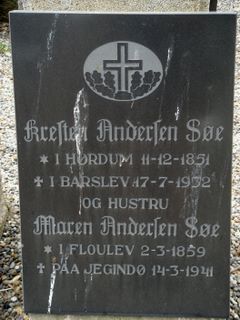 Kresten Andersen Søe
* I HØRDUM 11-12-1851
✝ I BARSLEV 17-7-1932
OG HUSTRU
Maren Andersen Søe
* I FLOULEV 2-3-1859
✝ PAA JEGINDØ 14-3-1941